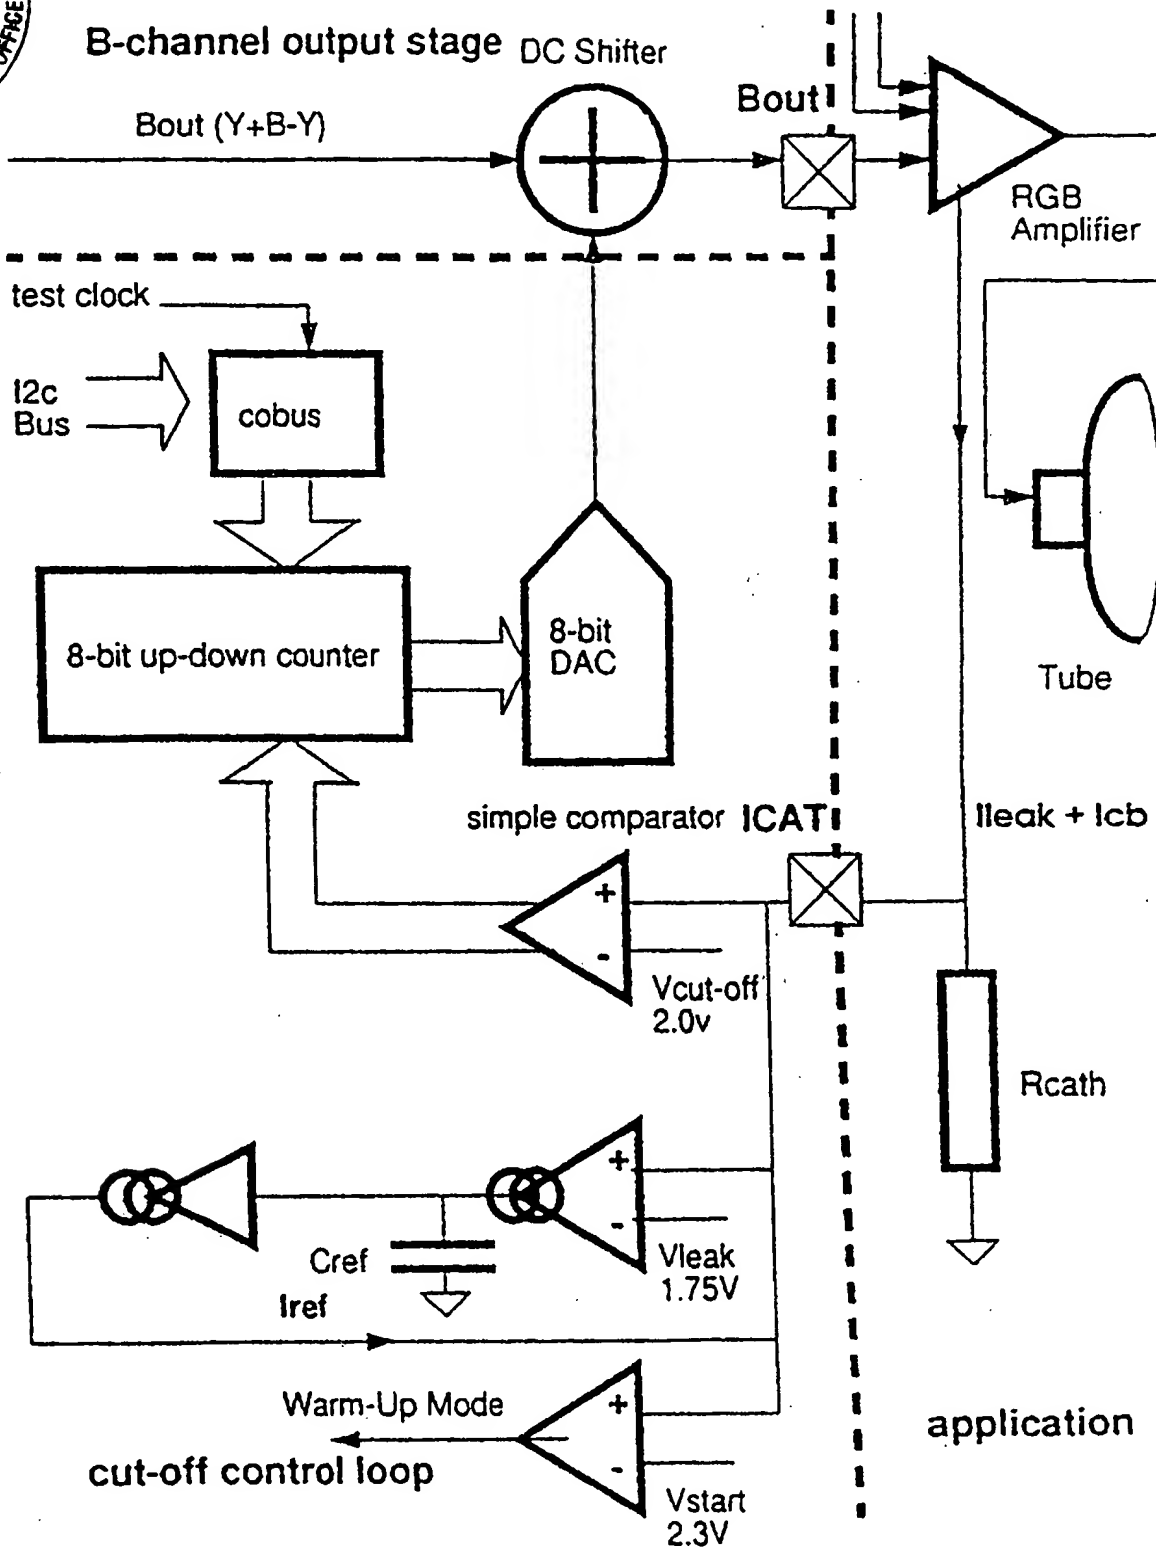 OFFICE
B-channel output stage
DC Shifter
Bout
Bout (Y+B-Y)
RGB
Amplifier
test clock
I2c
Bus
cobus
8-bit up-down counter
8-bit
DAC
Tube
simple comparator
ICAT
Ileak + Icb
+
-
Vcut-off
2.0v
Rcath
+
-
Cref
Vleak
1.75V
Iref
Warm-Up Mode
+
-
cut-off control loop
application
Vstart
2.3V